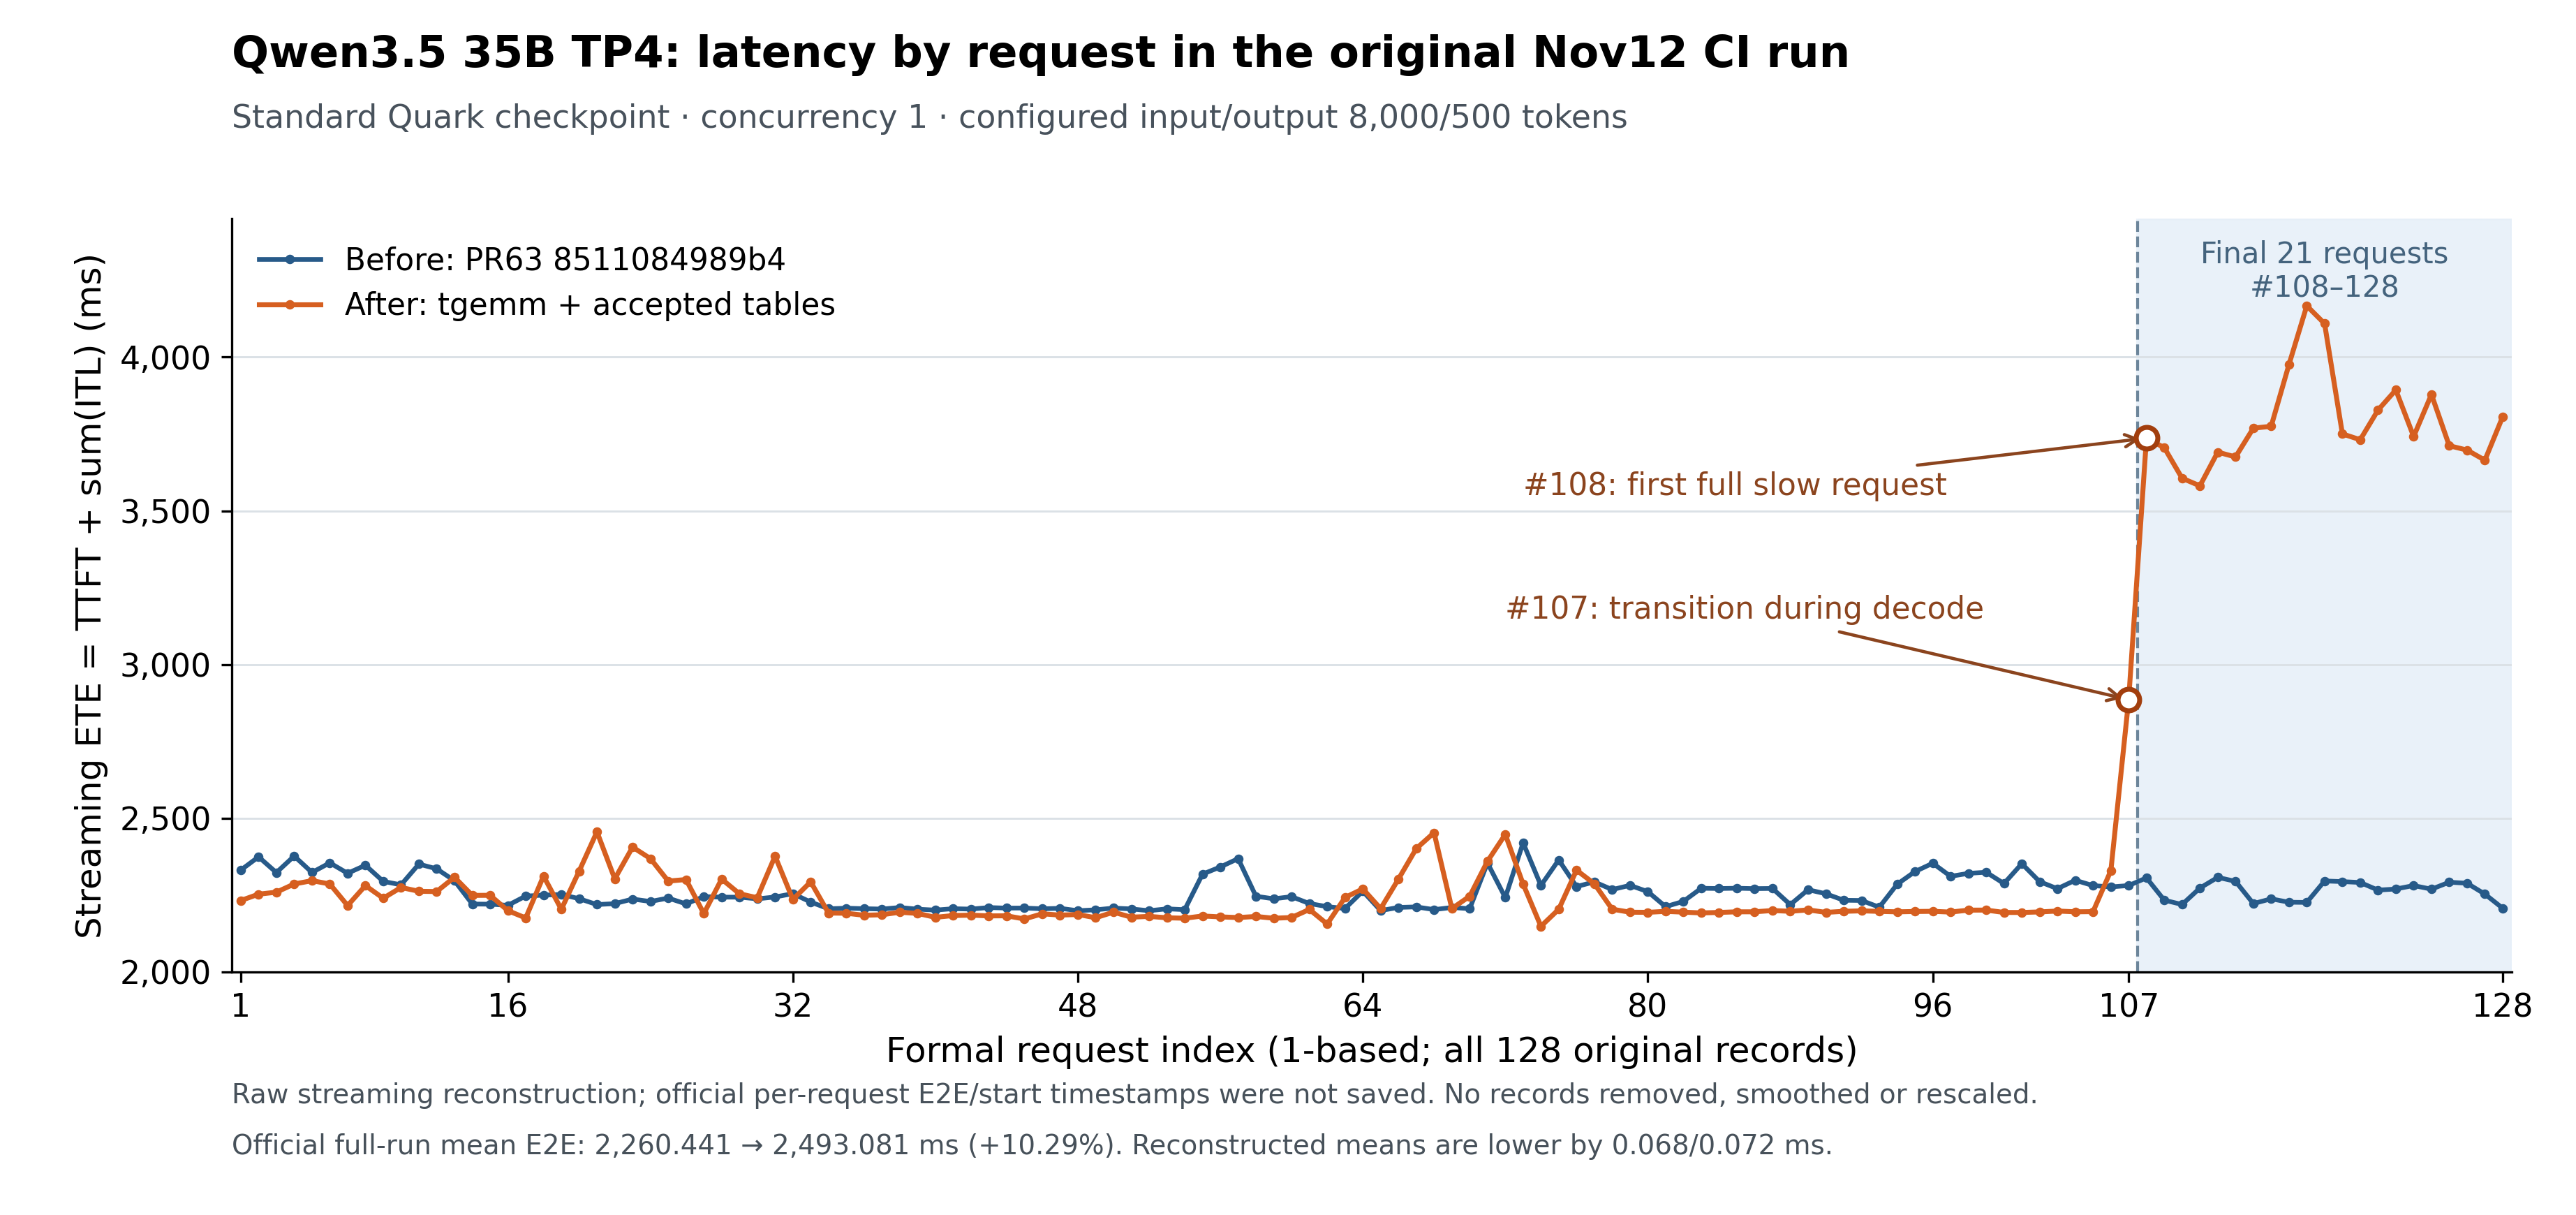 Qwen3.5 35B TP4: latency by request in the original Nov12 CI run
Standard Quark checkpoint · concurrency 1 · configured input/output 8,000/500 tokens
Before: PR63 8511084989b4
After: tgemm + accepted tables
Final 21 requests
#108–128
#108: first full slow request
#107: transition during decode
Streaming ETE = TTFT + sum(ITL) (ms)
4,000
3,500
3,000
2,500
2,000
1 16 32 48 64 80 96 107 128
Formal request index (1-based; all 128 original records)
Raw streaming reconstruction; official per-request E2E/start timestamps were not saved. No records removed, smoothed or rescaled.
Official full-run mean E2E: 2,260.441 → 2,493.081 ms (+10.29%). Reconstructed means are lower by 0.068/0.072 ms.